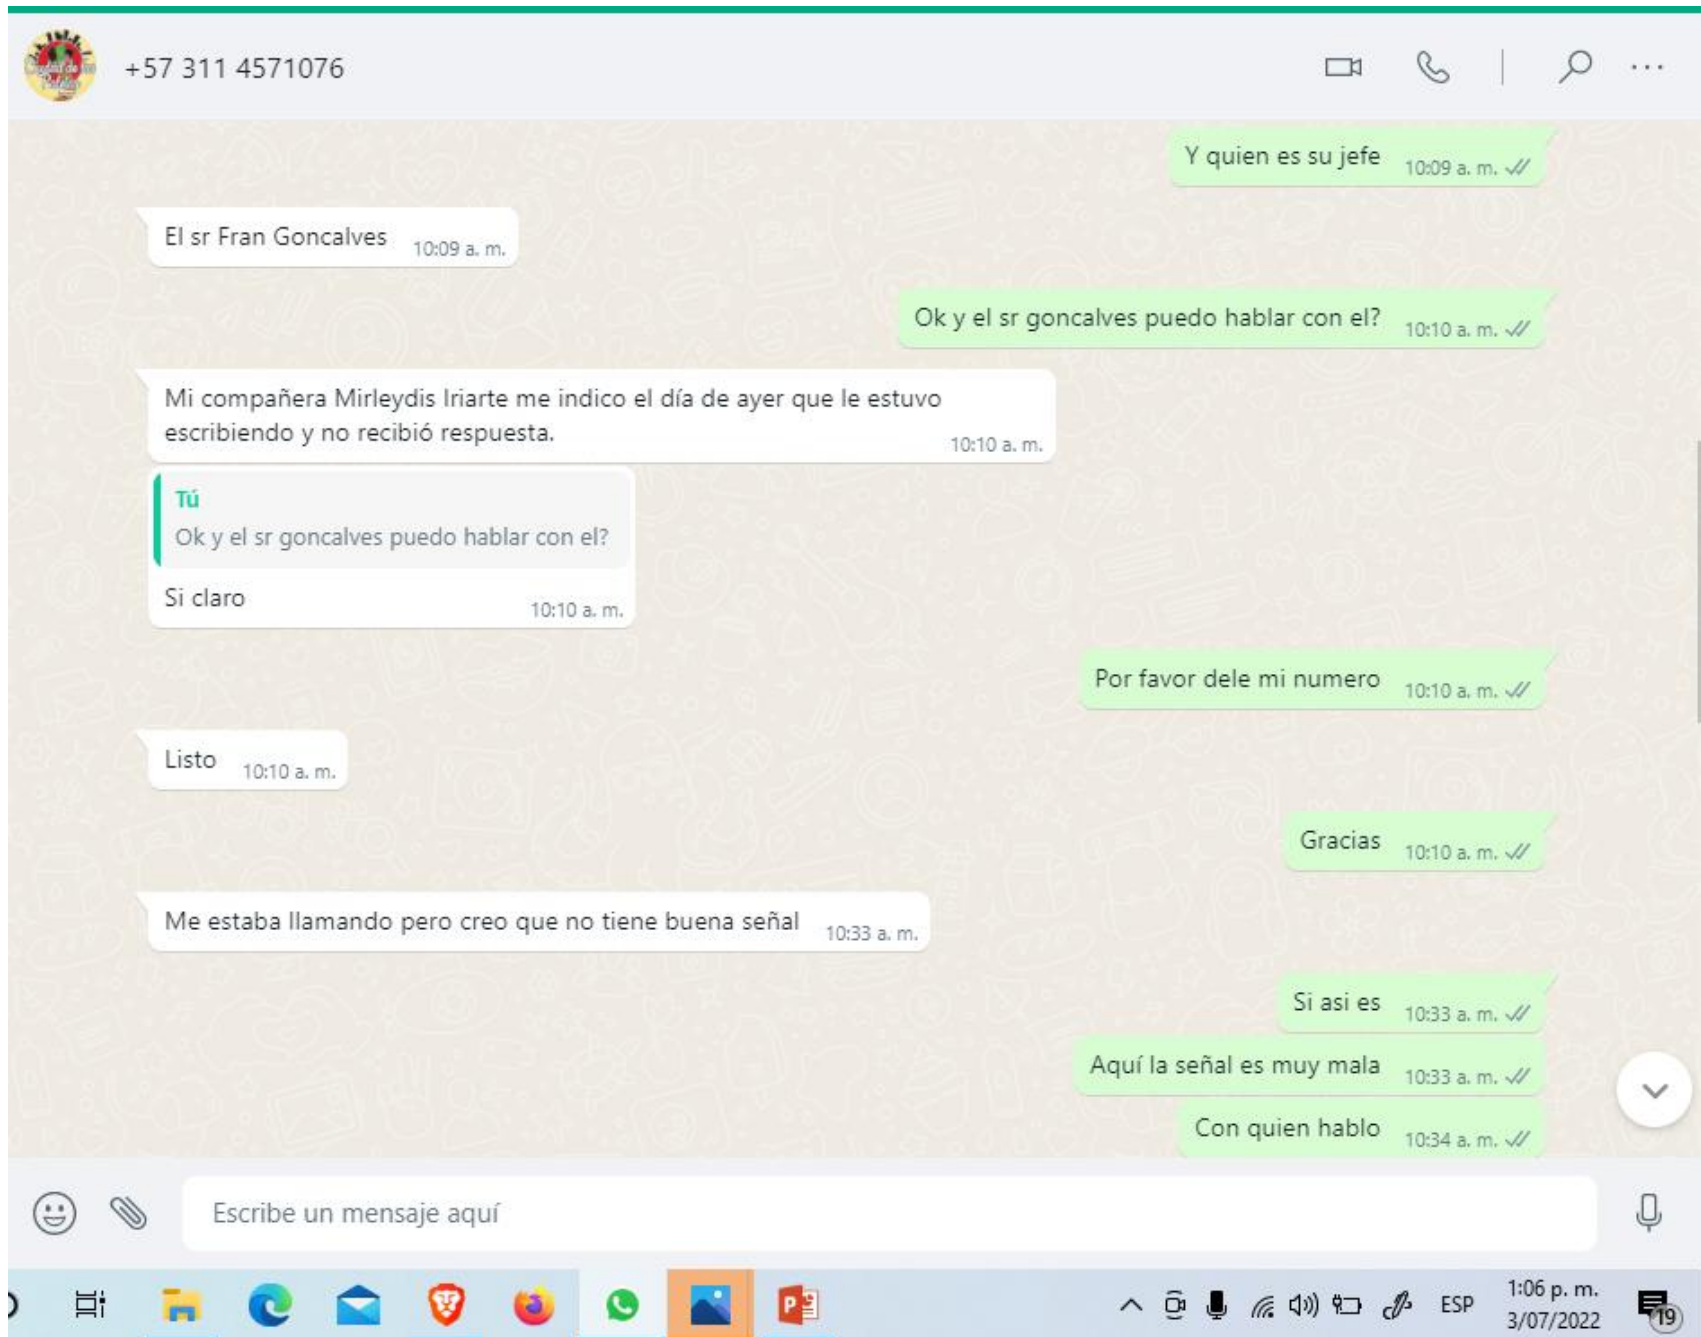 +57 311 4571076
Y quien es su jefe 10:09 a. m.
El sr Fran Goncalves 10:09 a. m.
Ok y el sr goncalves puedo hablar con el? 10:10 a. m.
Mi compañera Mirleydis Iriarte me indico el día de ayer que le estuvo
escribiendo y no recibió respuesta. 10:10 a. m.
Tú
Ok y el sr goncalves puedo hablar con el?
Si claro 10:10 a. m.
Por favor dele mi numero 10:10 a. m.
Listo 10:10 a. m.
Gracias 10:10 a. m.
Me estaba llamando pero creo que no tiene buena señal 10:33 a. m.
Si asi es 10:33 a. m.
Aquí la señal es muy mala 10:33 a. m.
Con quien hablo 10:34 a. m.
Escribe un mensaje aquí
ESP
1:06 p. m.
3/07/2022
19